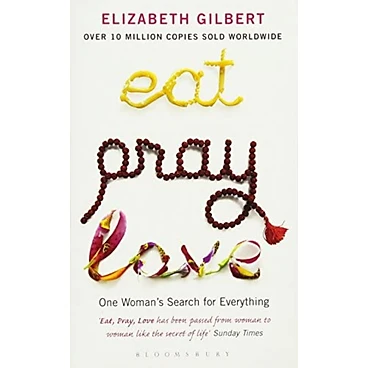 ELIZABETH GILBERT
OVER 10 MILLION COPIES SOLD WORLDWIDE
eat
pray
love
One Woman's Search for Everything
'Eat, Pray, Love has been passed from woman to
woman like the secret of life' Sunday Times
BLOOMSBURY